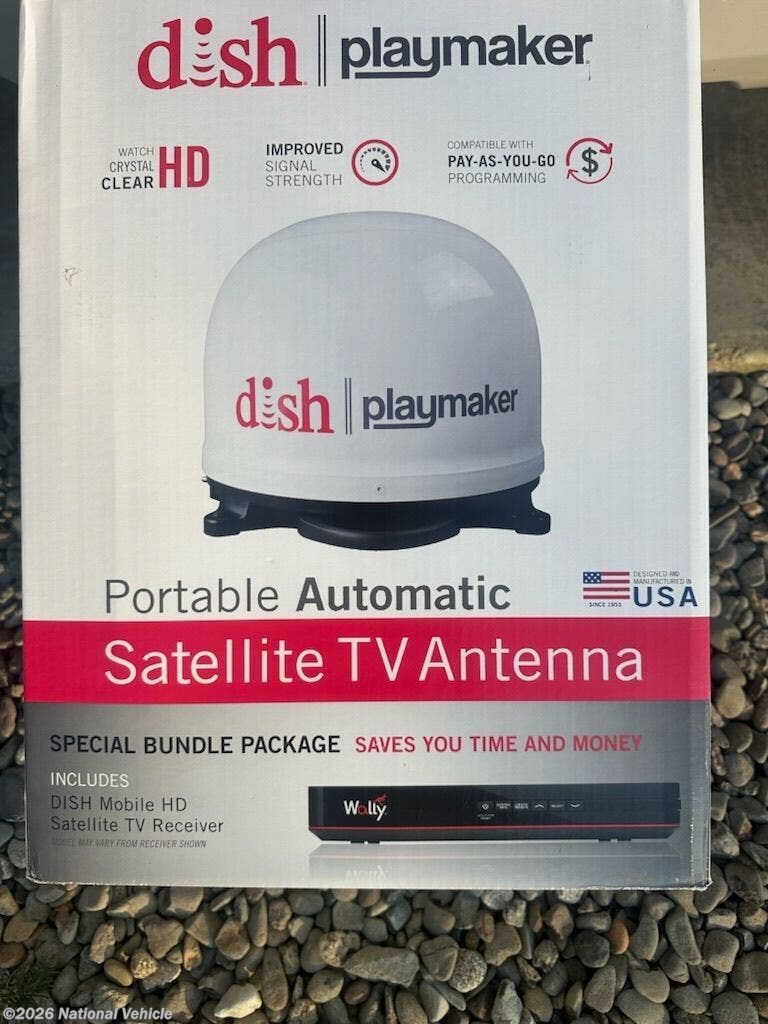 dish playmaker
WATCH
CRYSTAL
CLEAR HD
IMPROVED
SIGNAL
STRENGTH
COMPATIBLE WITH
PAY-AS-YOU-GO
PROGRAMMING
$
dish playmaker
Portable Automatic
DESIGNED AND
MANUFACTURED IN
USA
SINCE 1953
Satellite TV Antenna
SPECIAL BUNDLE PACKAGE SAVES YOU TIME AND MONEY
INCLUDES
DISH Mobile HD
Satellite TV Receiver
MODEL MAY VARY FROM RECEIVER SHOWN
Wally
©2026 National Vehicle